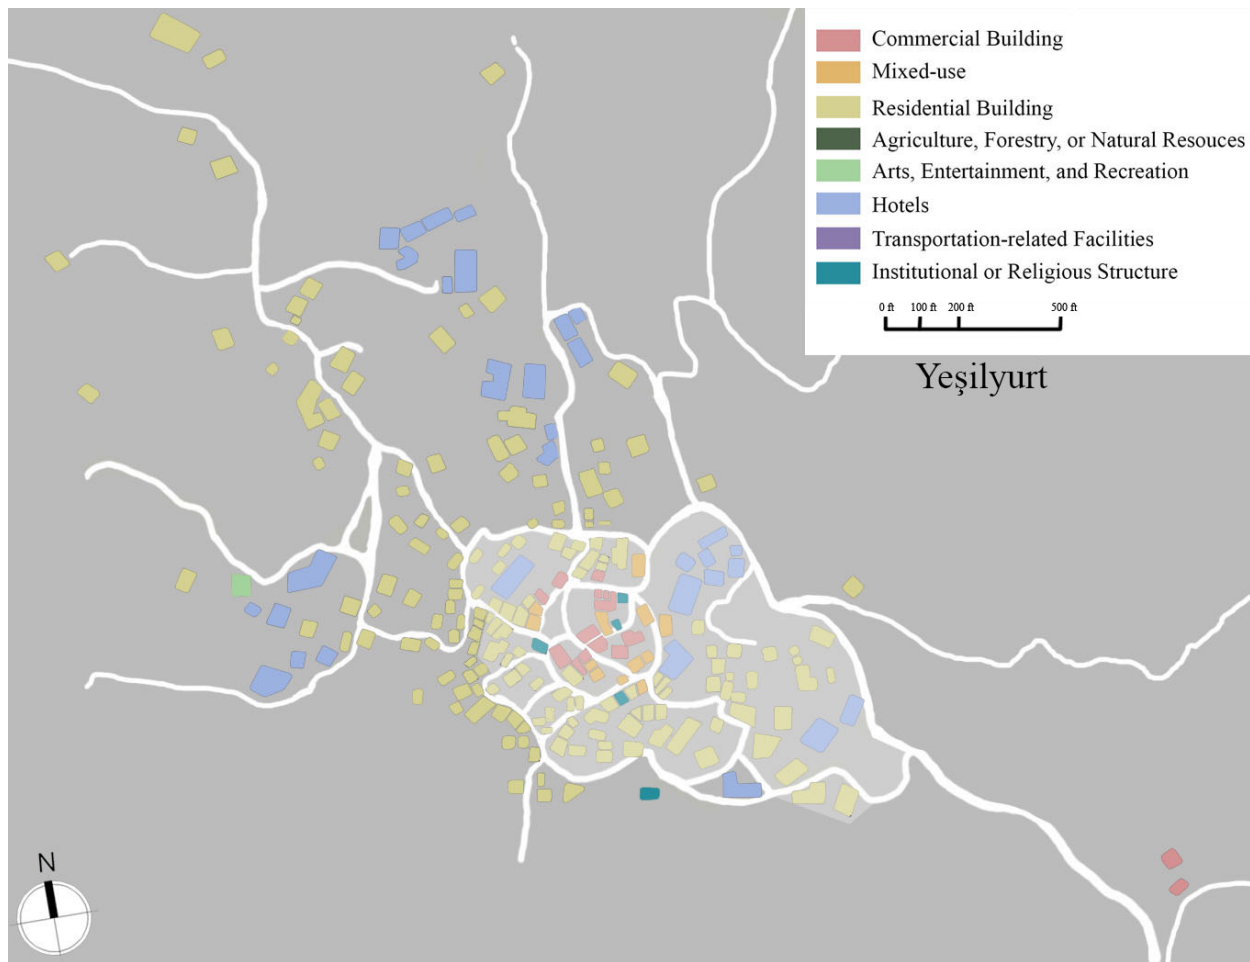 Commercial Building
Mixed-use
Residential Building
Agriculture, Forestry, or Natural Resouces
Arts, Entertainment, and Recreation
Hotels
Transportation-related Facilities
Institutional or Religious Structure
0 ft 100 ft 200 ft 500 ft
Yeşilyurt
N